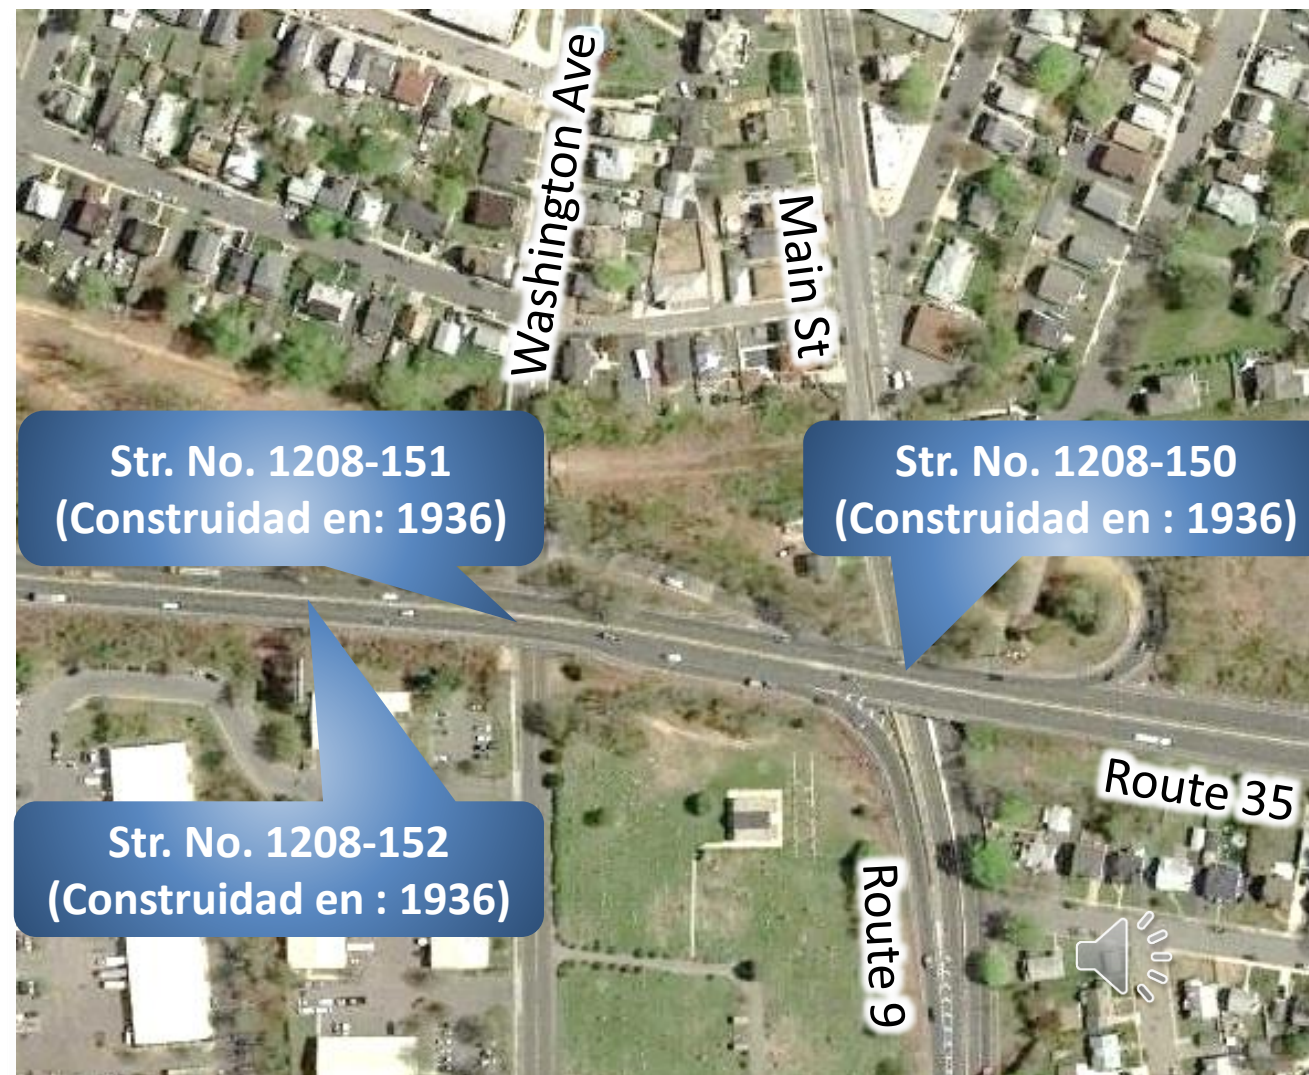 Washington Ave
Main St
Str. No. 1208-151
(Construidad en: 1936)
Str. No. 1208-150
(Construidad en : 1936)
Route 35
Str. No. 1208-152
(Construidad en : 1936)
Route 9